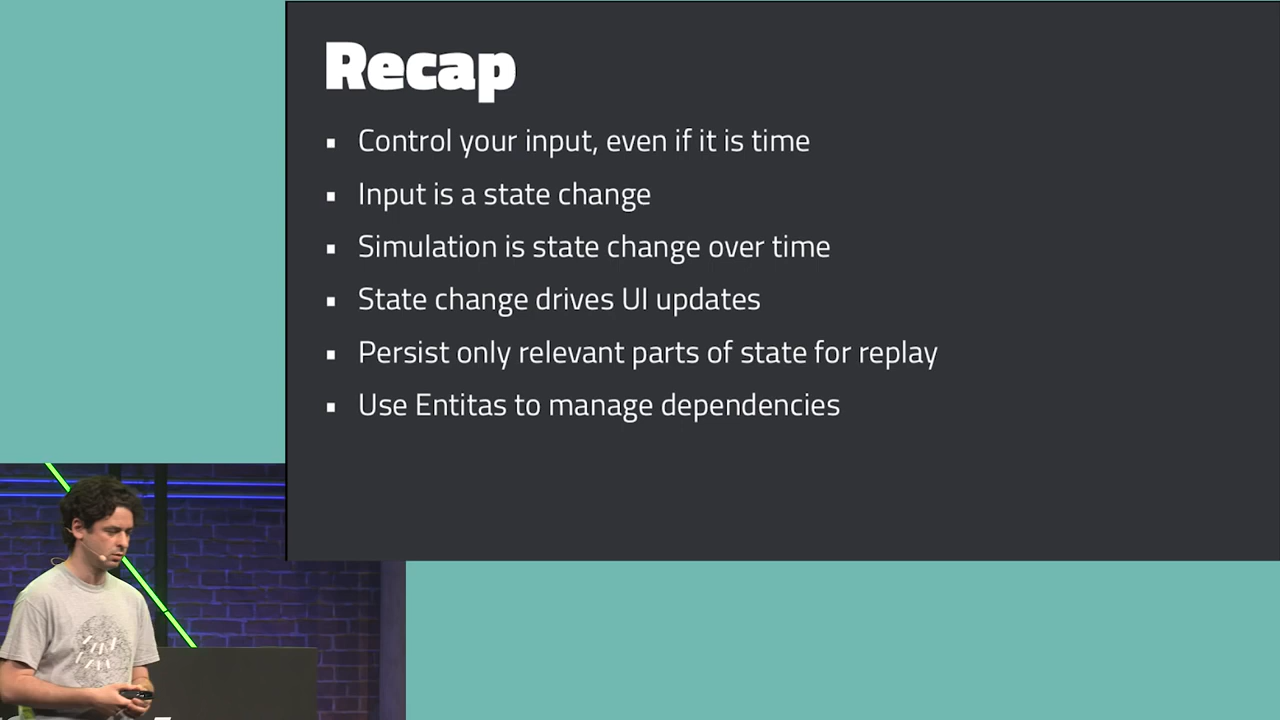 Recap
▪ Control your input, even if it is time
▪ Input is a state change
▪ Simulation is state change over time
▪ State change drives UI updates
▪ Persist only relevant parts of state for replay
▪ Use Entitas to manage dependencies